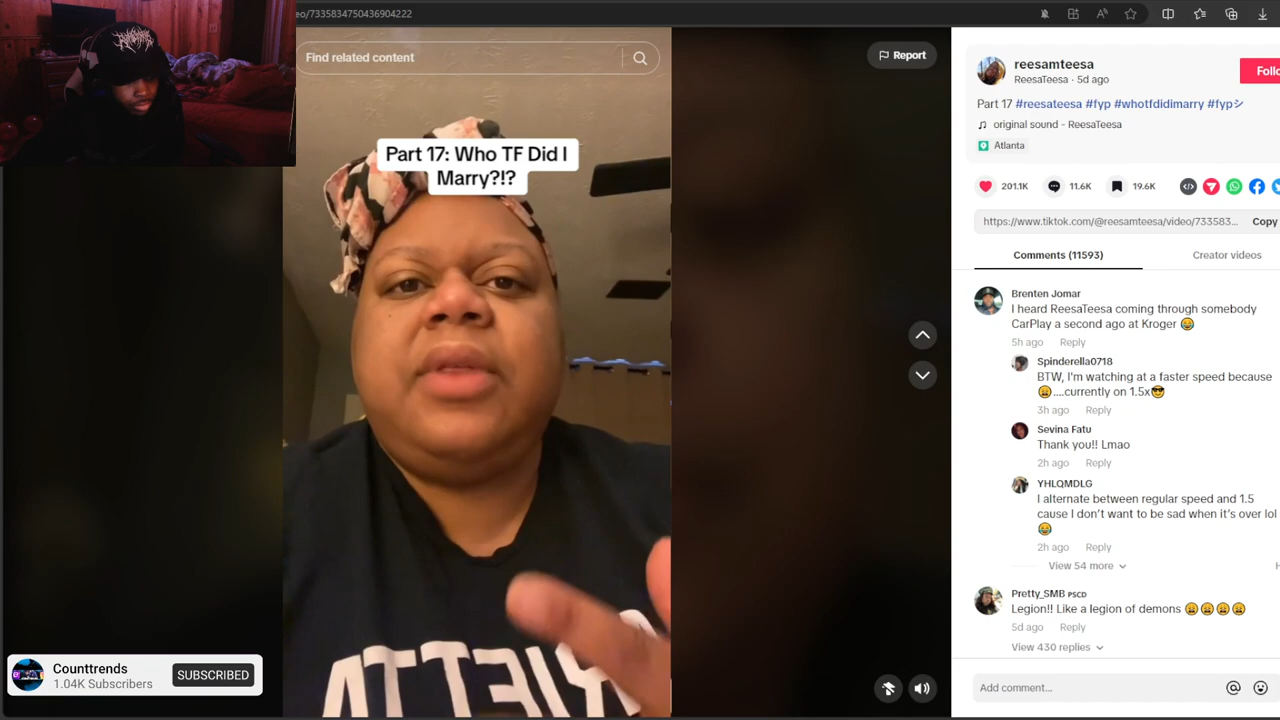 eo/7335834750436904222
Find related content
Report
Part 17: Who TF Did I
Marry?!?
Counttrends
1.04K Subscribers
SUBSCRIBED
reesamteesa
ReesaTeesa · 5d ago
Follo
Part 17 #reesateesa #fyp #whotfdidimarry #fypシ
♫ original sound - ReesaTeesa
Atlanta
201.1K
11.6K
19.6K
https://www.tiktok.com/@reesamteesa/video/733583...
Copy
Comments (11593)
Creator videos
Brenten Jomar
I heard ReesaTeesa coming through somebody
CarPlay a second ago at Kroger 😂
5h ago Reply
Spinderella0718
BTW, I'm watching at a faster speed because
😩....currently on 1.5x😎
3h ago Reply
Sevina Fatu
Thank you!! Lmao
2h ago Reply
YHLQMDLG
I alternate between regular speed and 1.5
cause I don't want to be sad when it's over lol
😂
2h ago Reply
View 54 more
H
Pretty_SMB PSCD
Legion!! Like a legion of demons 😩😩😩😩
5d ago Reply
View 430 replies
Add comment...